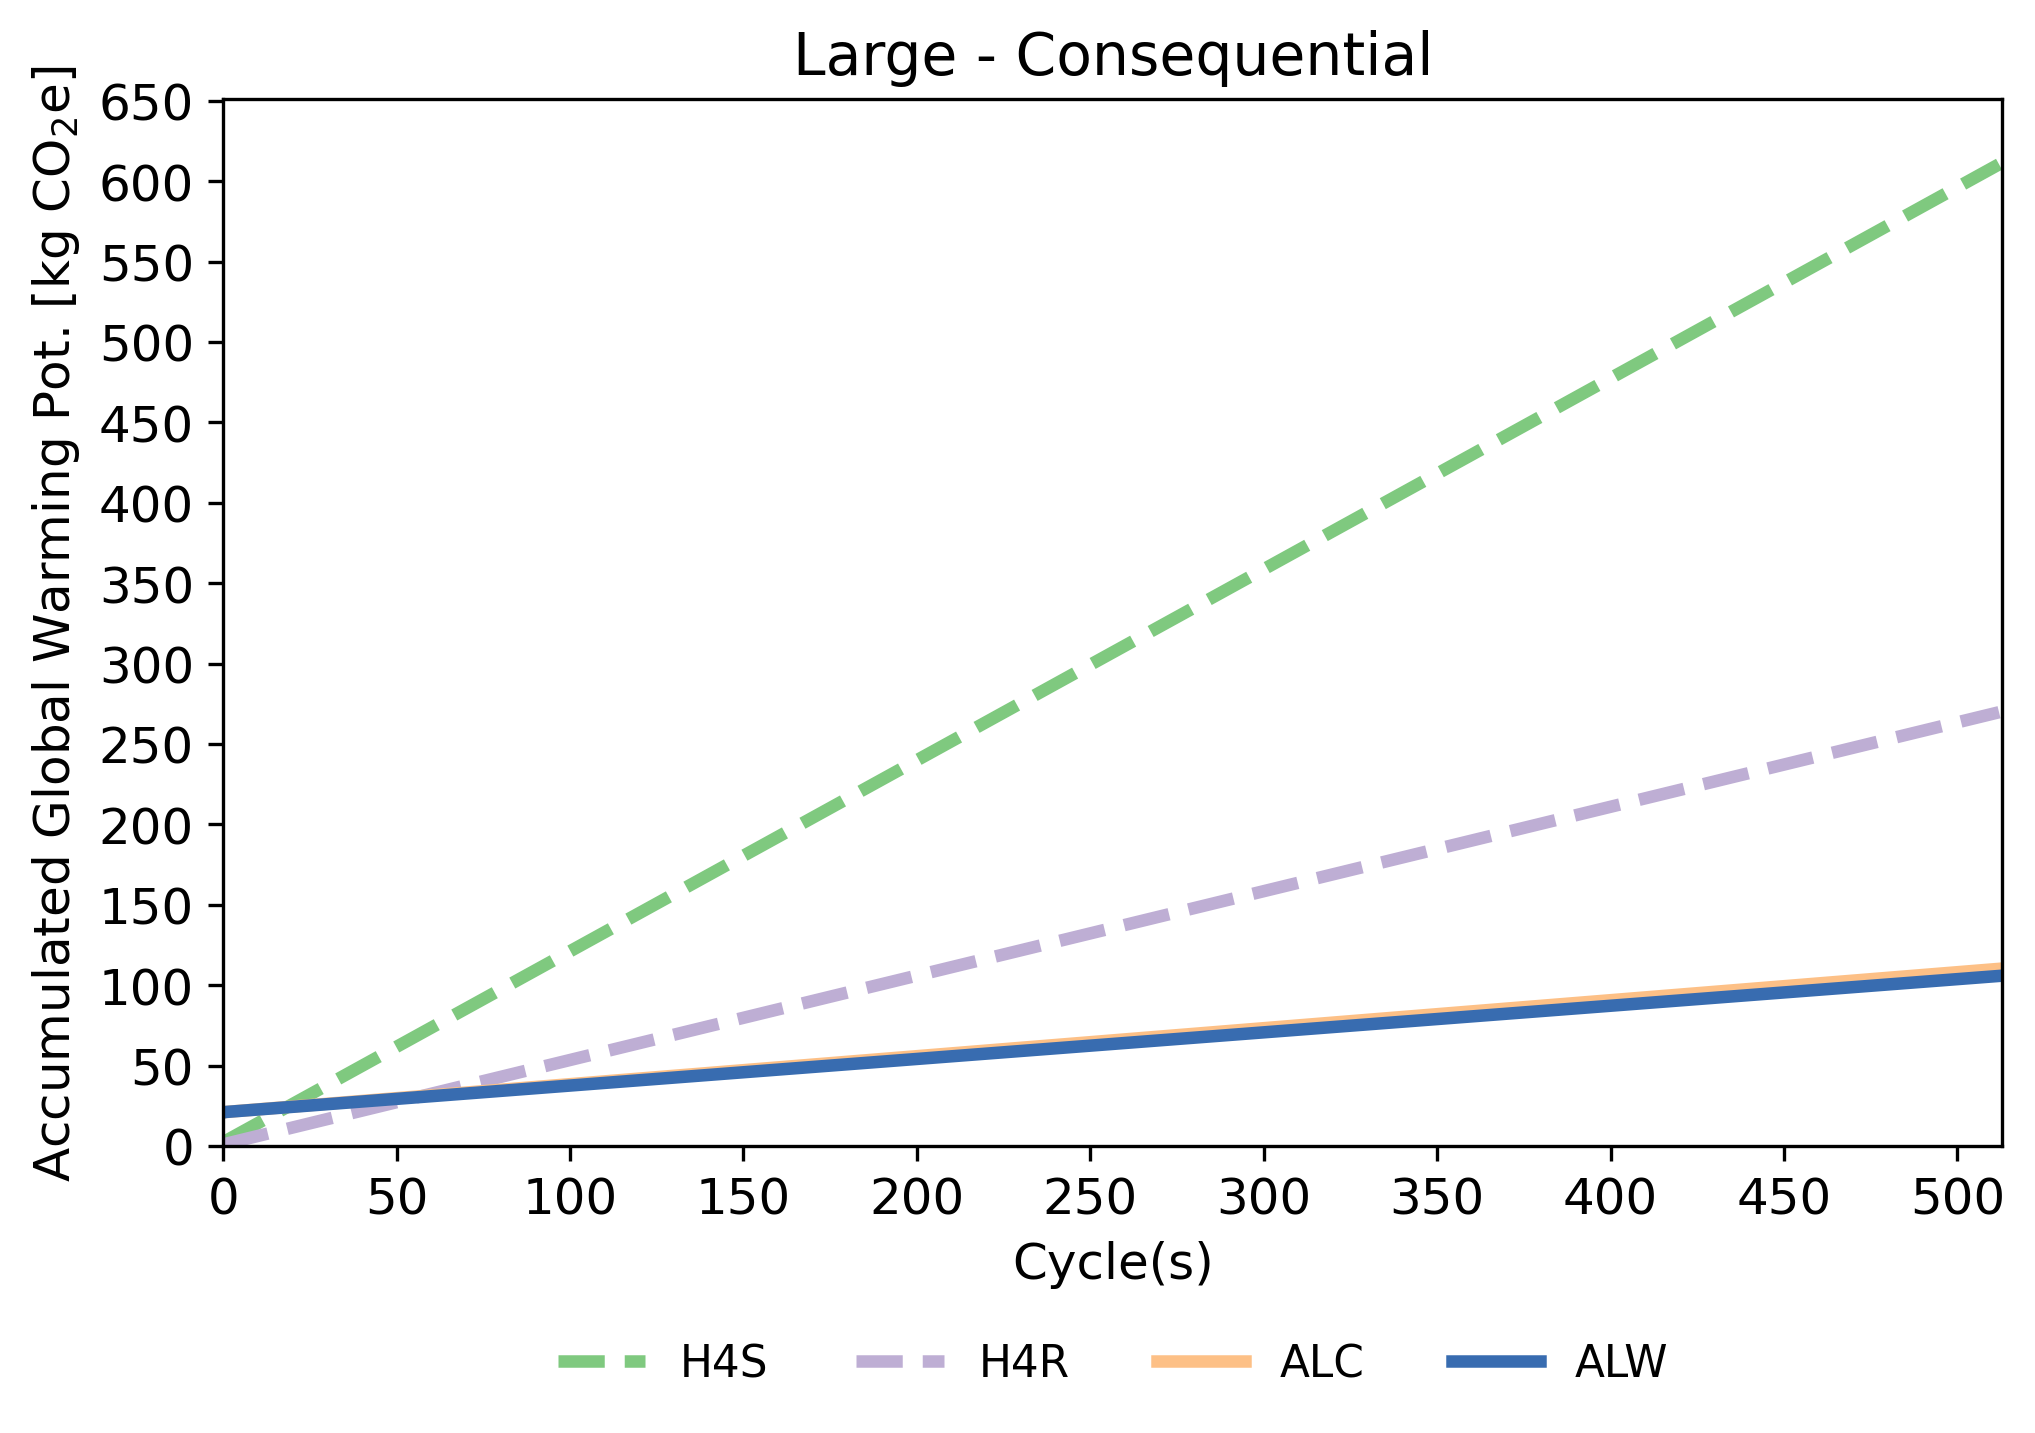 Large - Consequential
Accumulated Global Warming Pot. [kg CO₂e]
650
600
550
500
450
400
350
300
250
200
150
100
50
0
0 50 100 150 200 250 300 350 400 450 500
Cycle(s)
H4S H4R ALC ALW